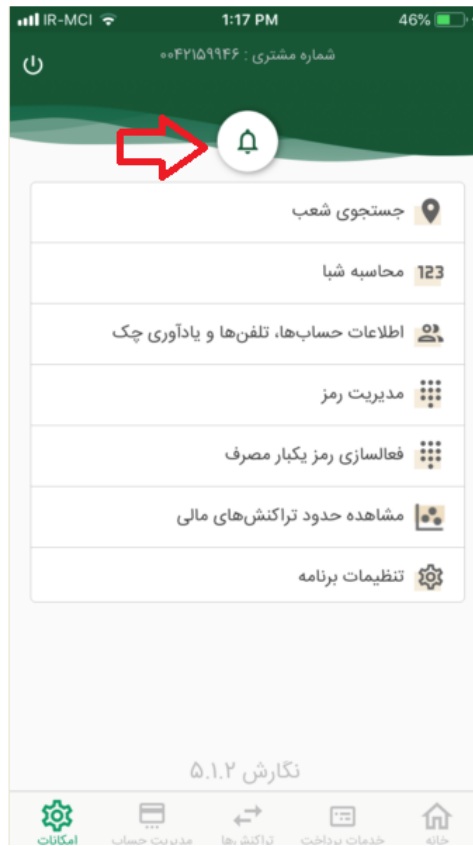 IR-MCI 1:17 PM 46%
شماره مشتری : ۰۰۴۲۱۵۹۹۴۶
جستجوی شعب
123 محاسبه شبا
اطلاعات حساب‌ها، تلفن‌ها و یادآوری چک
مدیریت رمز
فعالسازی رمز یکبار مصرف
مشاهده حدود تراکنش‌های مالی
تنظیمات برنامه
نگارش ۵.۱.۲
خانه خدمات پرداخت تراکنش‌ها مدیریت حساب امکانات